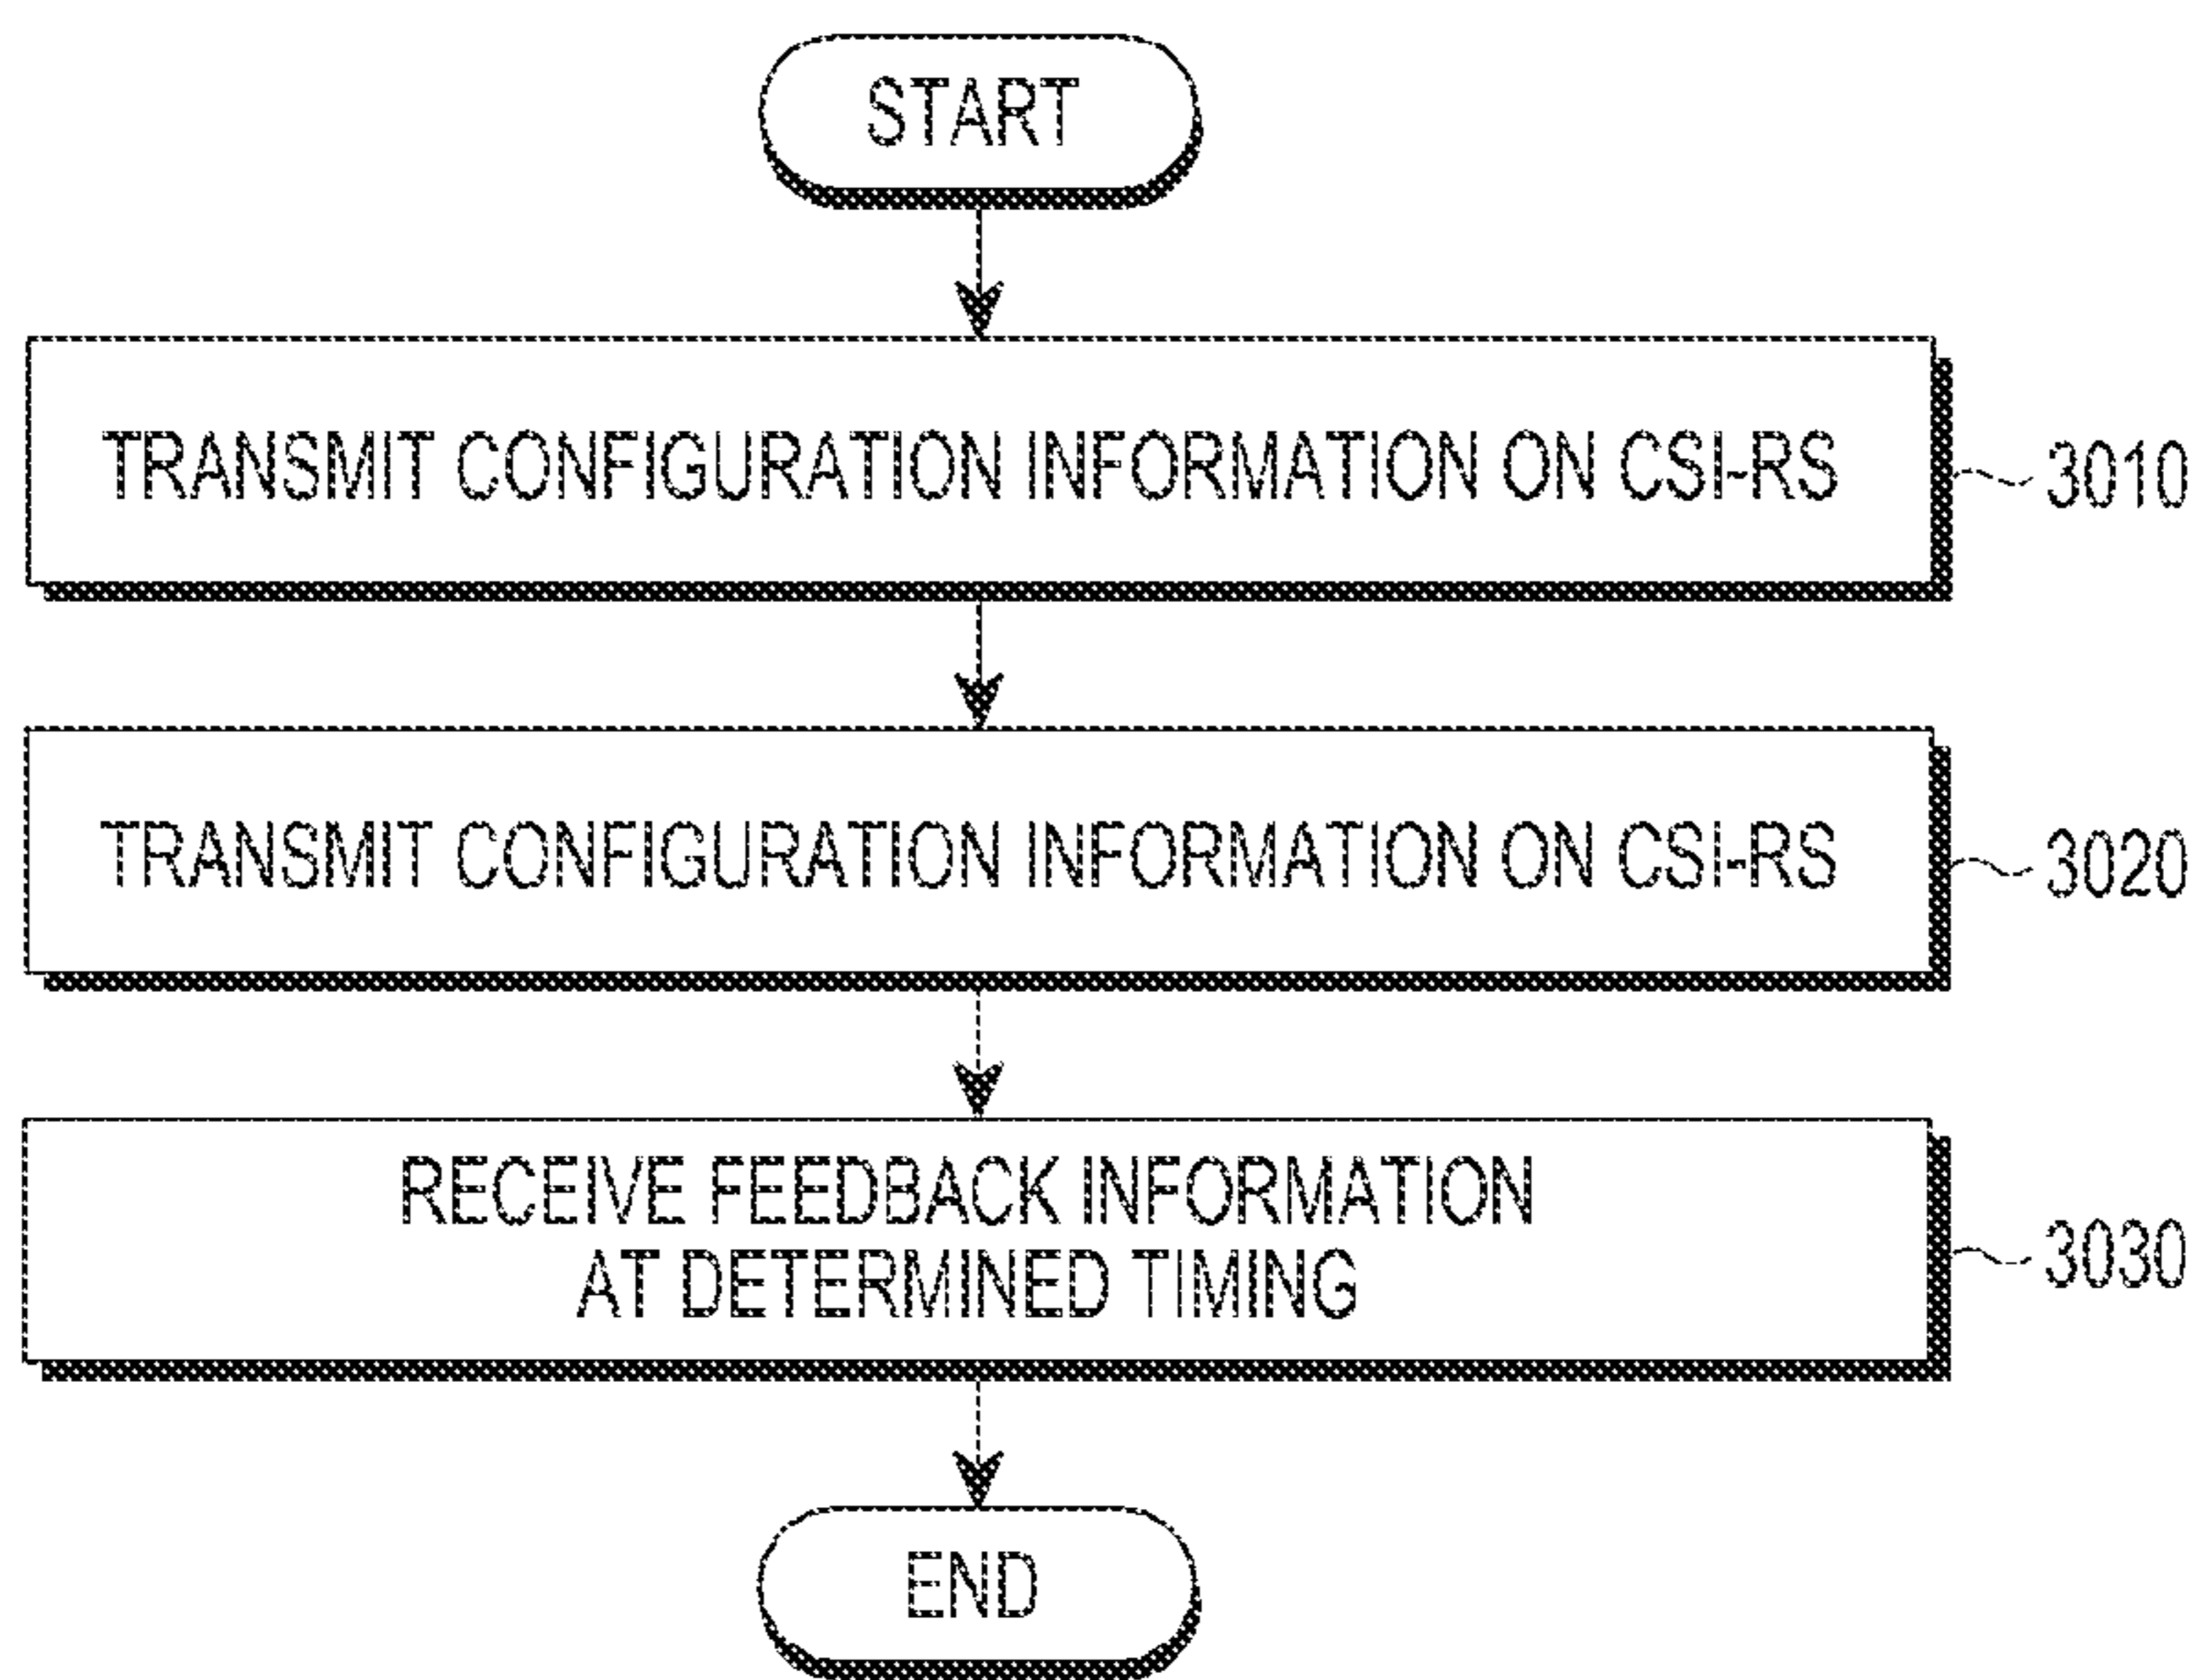 START
TRANSMIT CONFIGURATION INFORMATION ON CSI-RS
3010
TRANSMIT CONFIGURATION INFORMATION ON CSI-RS
3020
RECEIVE FEEDBACK INFORMATION
AT DETERMINED TIMING
3030
END